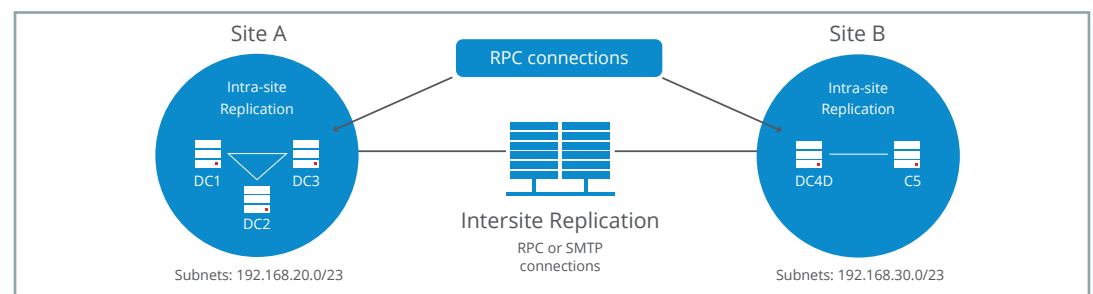 Site A
Site B
RPC connections
Intra-site
Replication
Intra-site
Replication
DC1
DC3
DC2
DC4D
C5
Intersite Replication
RPC or SMTP
connections
Subnets: 192.168.20.0/23
Subnets: 192.168.30.0/23